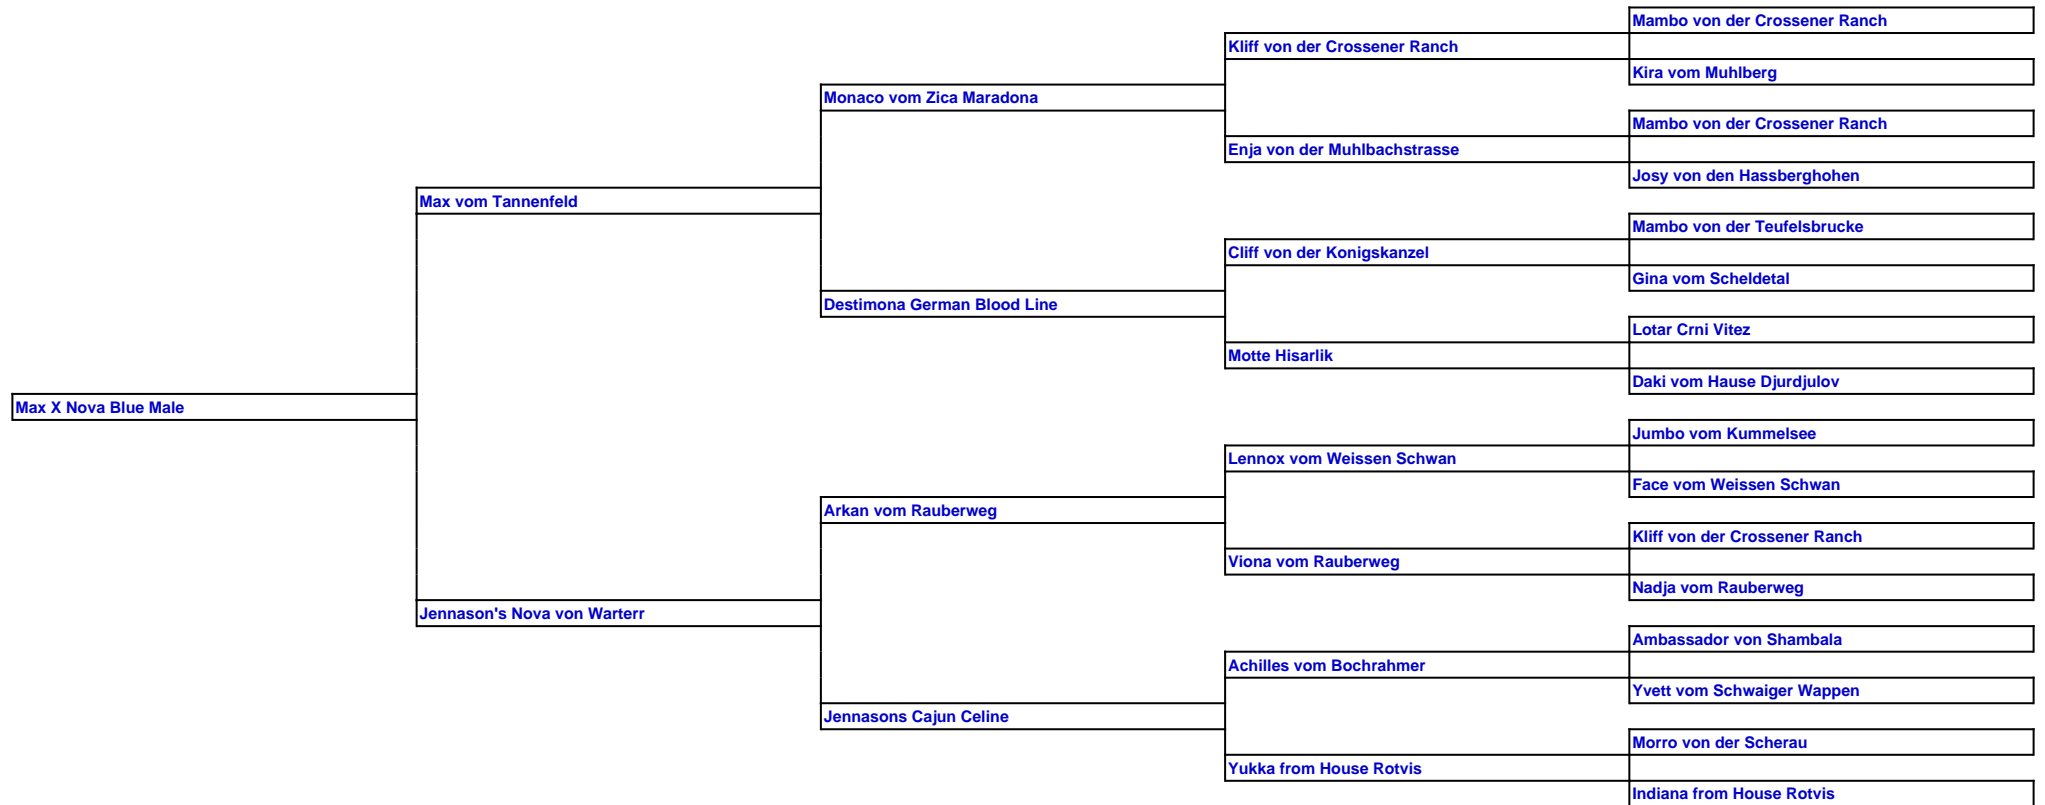 Mambo von der Crossener Ranch
Kliff von der Crossener Ranch
Kira vom Muhlberg
Monaco vom Zica Maradona
Mambo von der Crossener Ranch
Enja von der Muhlbachstrasse
Josy von den Hassberghohen
Max vom Tannenfeld
Mambo von der Teufelsbrucke
Cliff von der Konigskanzel
Gina vom Scheldetal
Destimona German Blood Line
Lotar Crni Vitez
Motte Hisarlik
Daki vom Hause Djurdjulov
Max X Nova Blue Male
Jumbo vom Kummelsee
Lennox vom Weissen Schwan
Face vom Weissen Schwan
Arkan vom Rauberweg
Kliff von der Crossener Ranch
Viona vom Rauberweg
Nadja vom Rauberweg
Jennason's Nova von Warterr
Ambassador von Shambala
Achilles vom Bochrahmer
Yvett vom Schwaiger Wappen
Jennasons Cajun Celine
Morro von der Scherau
Yukka from House Rotvis
Indiana from House Rotvis